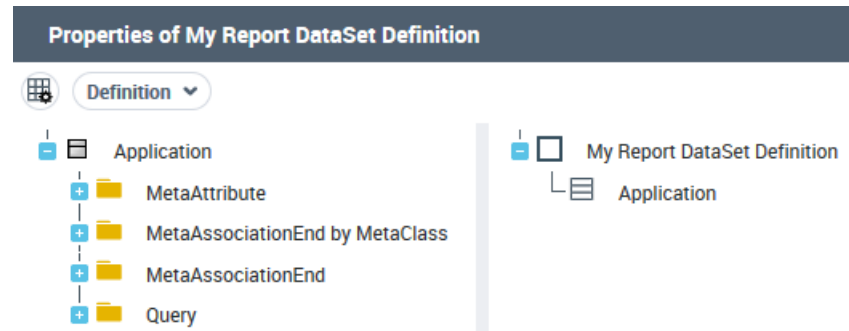 Properties of My Report DataSet Definition
Definition
Application
MetaAttribute
MetaAssociationEnd by MetaClass
MetaAssociationEnd
Query
My Report DataSet Definition
Application